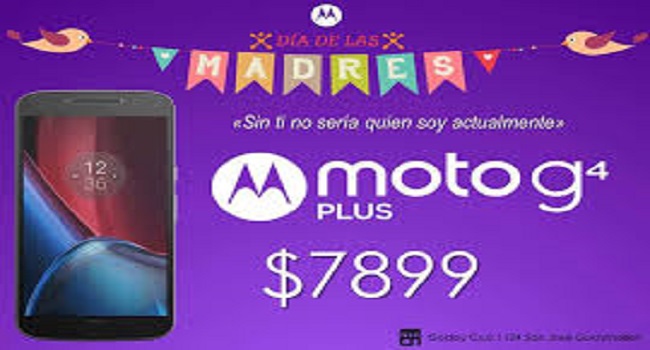 DÍA DE LAS
MADRES
«Sin ti no sería quien soy actualmente»
moto g4
PLUS
$7899
12
36